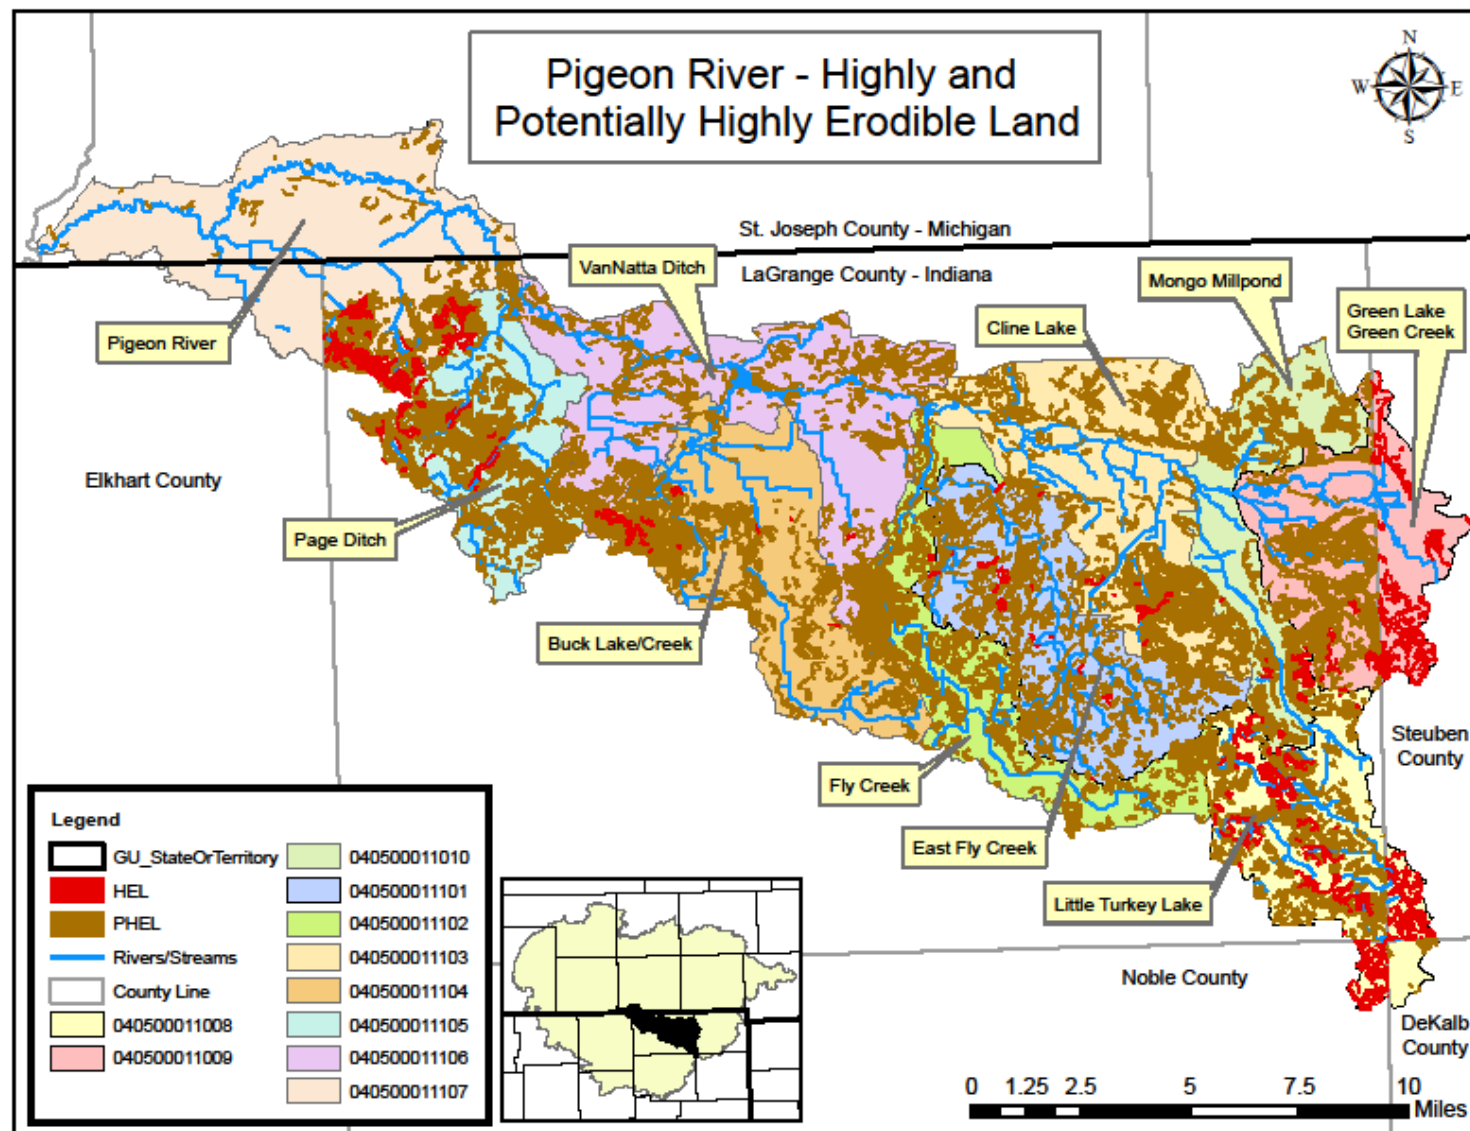 Pigeon River - Highly and
Potentially Highly Erodible Land
N
W
E
S
St. Joseph County - Michigan
LaGrange County - Indiana
VanNatta Ditch
Mongo Millpond
Green Lake
Green Creek
Cline Lake
Pigeon River
Elkhart County
Page Ditch
Buck Lake/Creek
Steuben
County
Fly Creek
East Fly Creek
Little Turkey Lake
Noble County
DeKalb
County
Legend
GU_StateOrTerritory
HEL
PHEL
Rivers/Streams
County Line
040500011008
040500011009
040500011010
040500011101
040500011102
040500011103
040500011104
040500011105
040500011106
040500011107
0 1.25 2.5 5 7.5 10
Miles